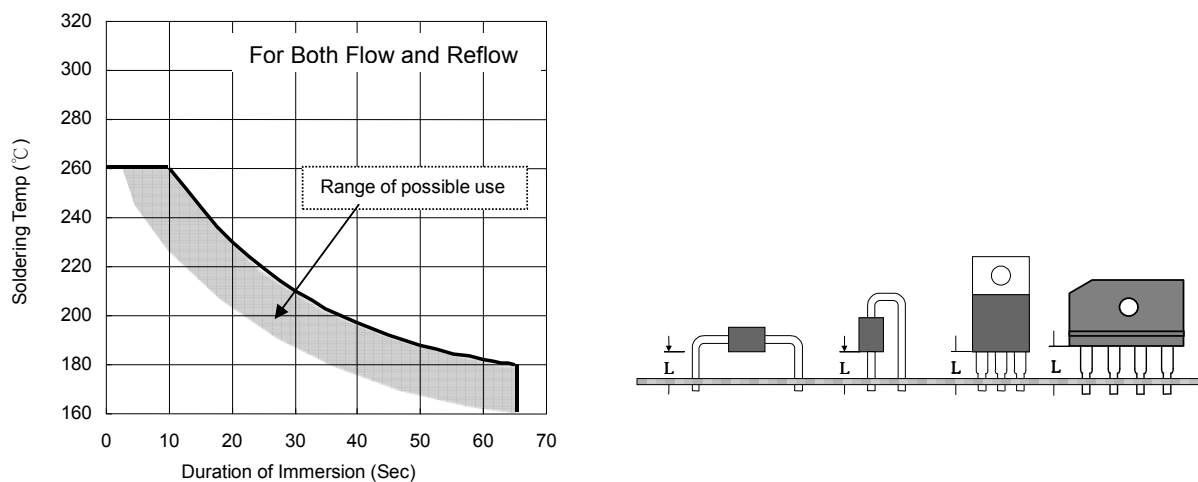 For Both Flow and Reflow
Range of possible use
Soldering Temp (℃)
320
300
280
260
240
220
200
180
160
0 10 20 30 40 50 60 70
Duration of Immersion (Sec)
L L L L